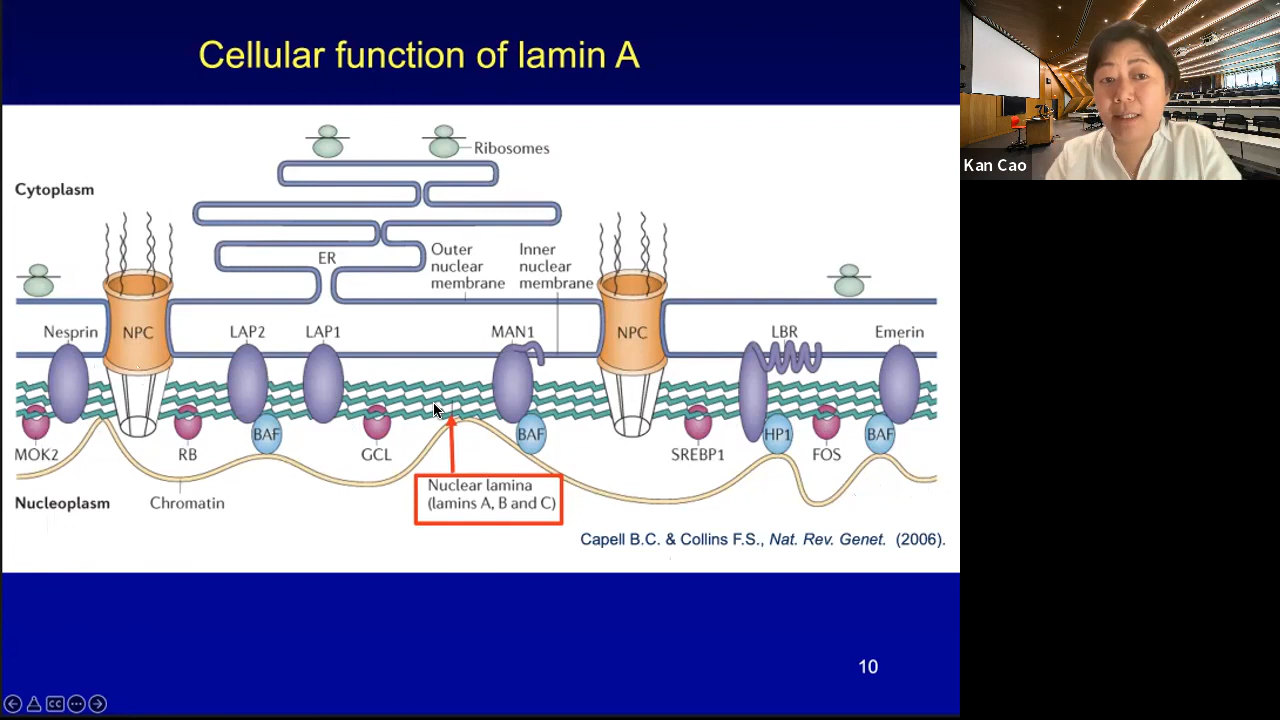 Cellular function of lamin A
Kan Cao
Ribosomes
Cytoplasm
ER
Outer
nuclear
membrane
Inner
nuclear
membrane
Nesprin
NPC
LAP2
LAP1
MAN1
NPC
LBR
Emerin
MOK2
RB
BAF
GCL
BAF
SREBP1
HP1
FOS
BAF
Nucleoplasm
Chromatin
Nuclear lamina
(lamins A, B and C)
Capell B.C. & Collins F.S., Nat. Rev. Genet. (2006).
10
CC